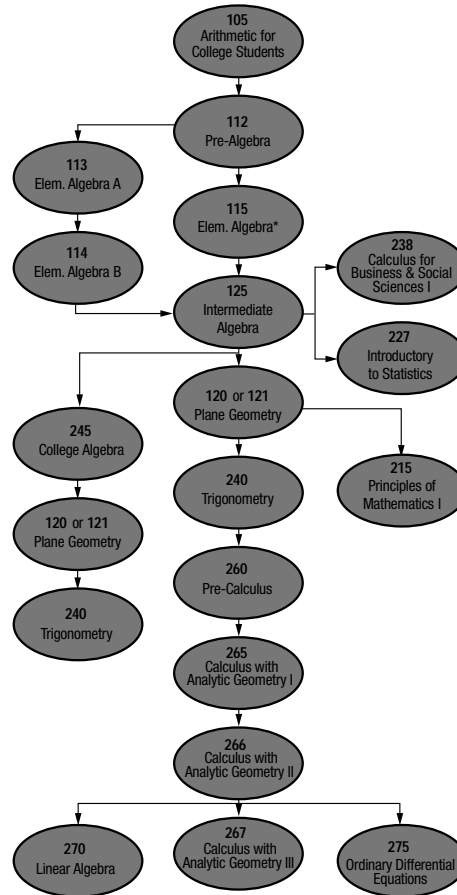 105
Arithmetic for
College Students
112
Pre-Algebra
113
Elem. Algebra A
115
Elem. Algebra*
114
Elem. Algebra B
238
Calculus for
Business & Social
Sciences I
125
Intermediate
Algebra
227
Introductory
to Statistics
120 or 121
Plane Geometry
245
College Algebra
240
Trigonometry
215
Principles of
Mathematics I
120 or 121
Plane Geometry
260
Pre-Calculus
240
Trigonometry
265
Calculus with
Analytic Geometry I
266
Calculus with
Analytic Geometry II
270
Linear Algebra
267
Calculus with
Analytic Geometry III
275
Ordinary Differential
Equations